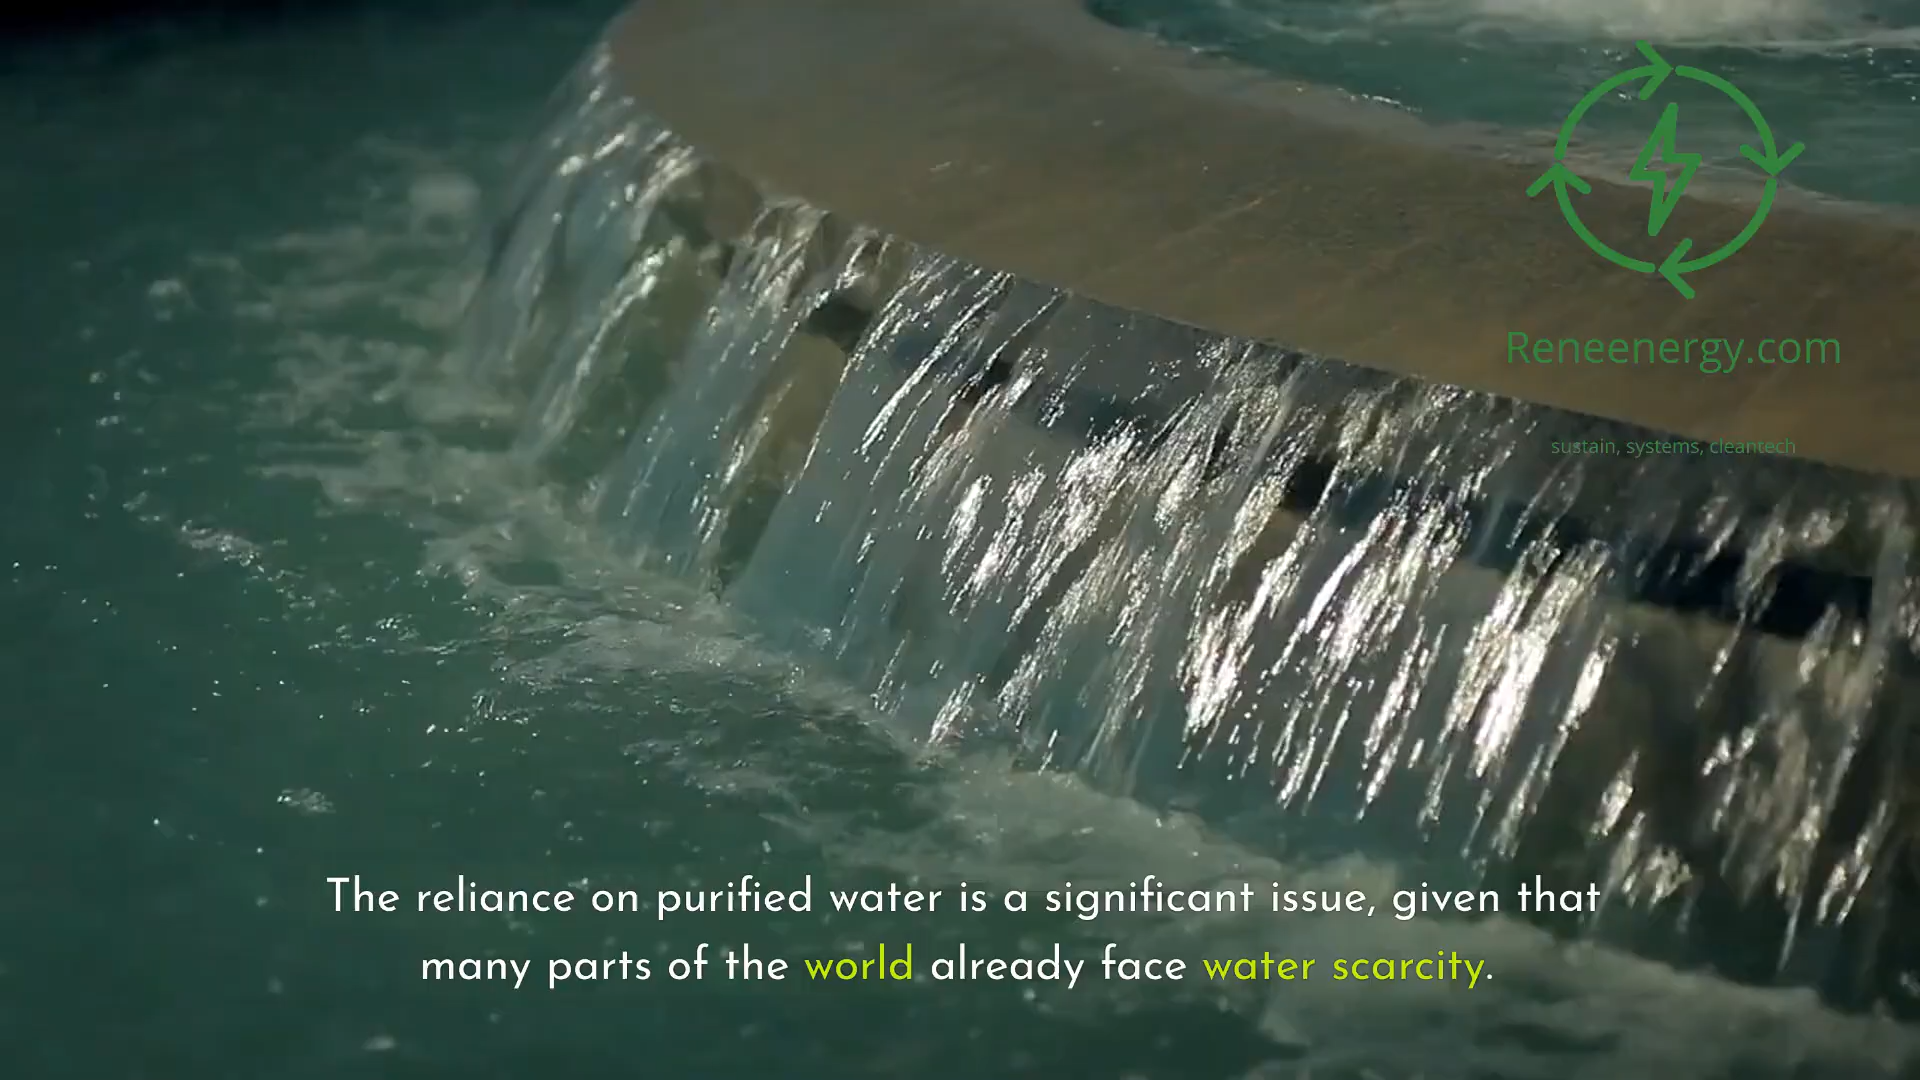 Reneenergy.com
sustain, systems, cleantech
The reliance on purified water is a significant issue, given that
many parts of the world already face water scarcity.